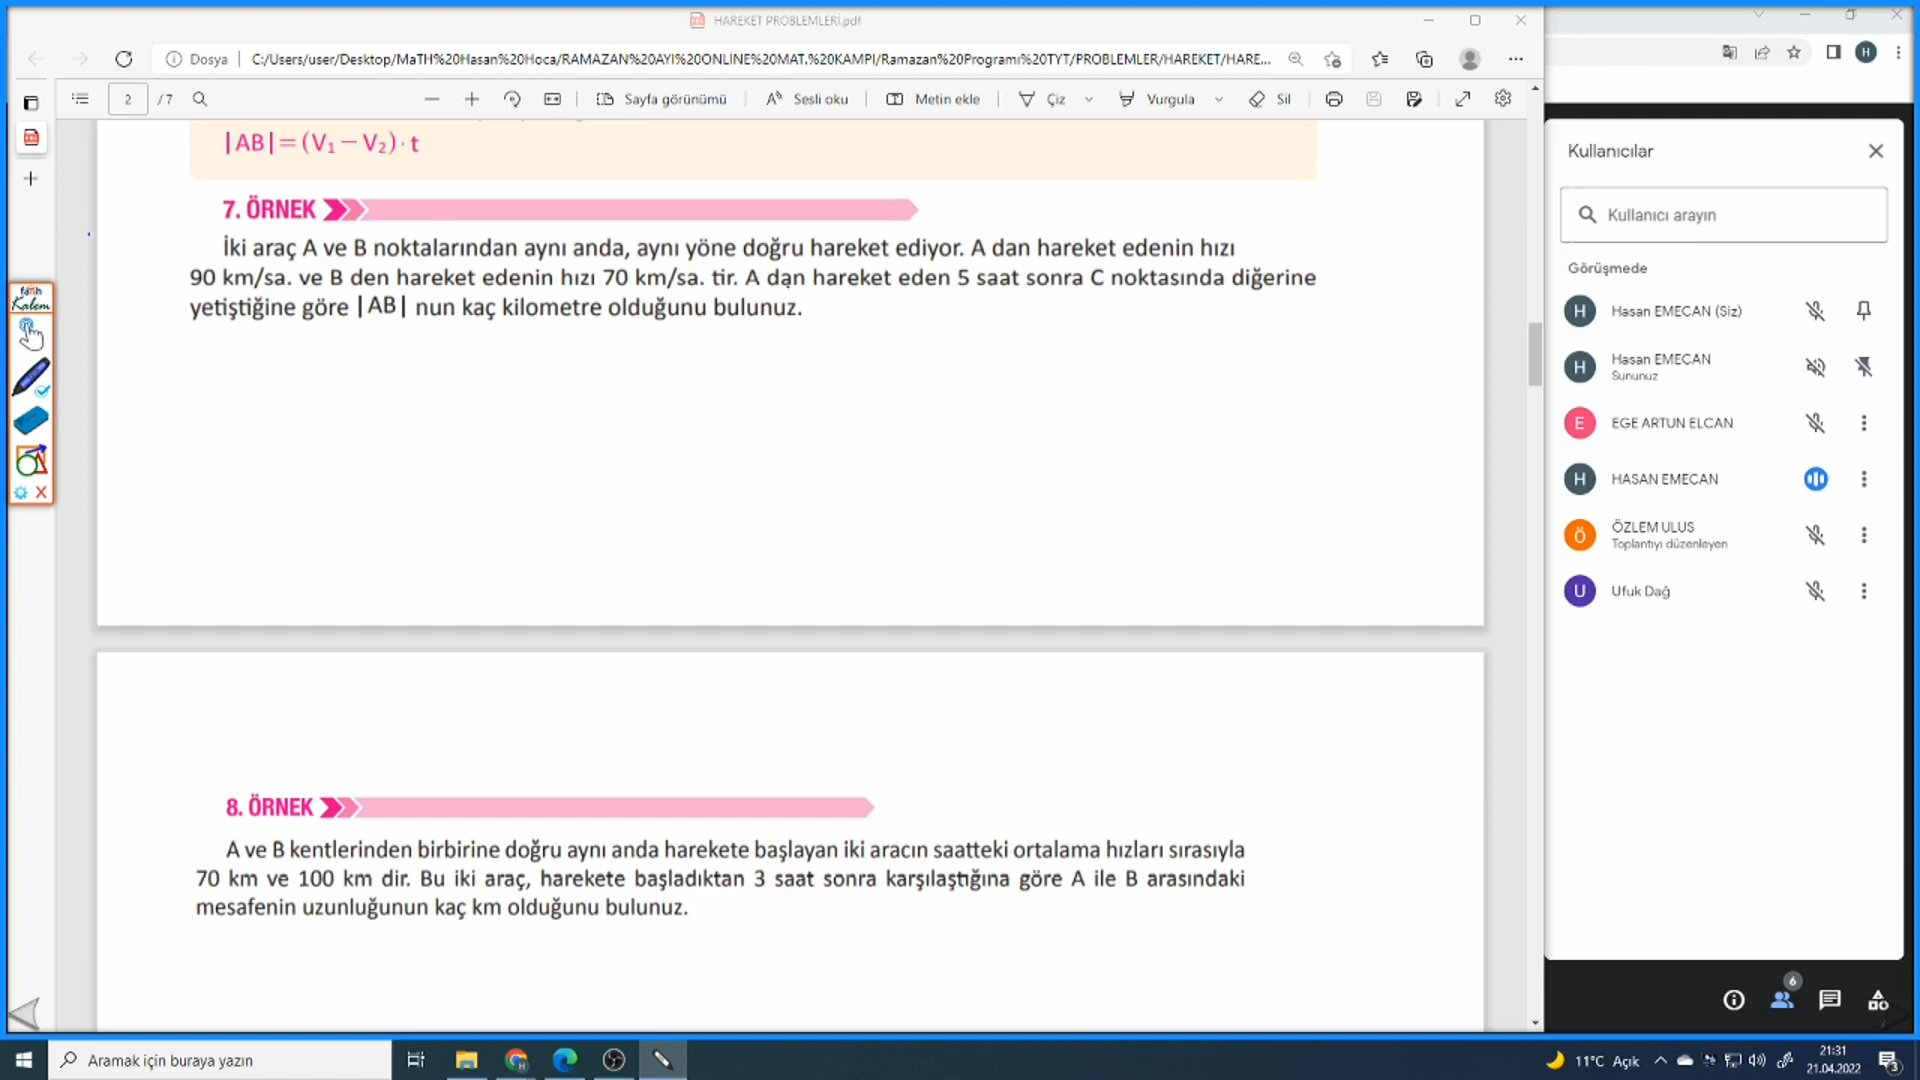 HAREKET PROBLEMLERİ.pdf
Dosya
C:/Users/user/Desktop/MaTH%20Hasan%20Hoca/RAMAZAN%20AYI%20ONLİNE%20MAT.%20KAMPI/Ramazan%20Programı%20TYT/PROBLEMLER/HAREKET/HARE...
2 /7
Sayfa görünümü
Sesli oku
Metin ekle
Çiz
Vurgula
Sil
|AB|=(V₁−V₂)·t
7. ÖRNEK
İki araç A ve B noktalarından aynı anda, aynı yöne doğru hareket ediyor. A dan hareket edenin hızı
90 km/sa. ve B den hareket edenin hızı 70 km/sa. tir. A dan hareket eden 5 saat sonra C noktasında diğerine
yetiştiğine göre |AB| nun kaç kilometre olduğunu bulunuz.
8. ÖRNEK
A ve B kentlerinden birbirine doğru aynı anda harekete başlayan iki aracın saatteki ortalama hızları sırasıyla
70 km ve 100 km dir. Bu iki araç, harekete başladıktan 3 saat sonra karşılaştığına göre A ile B arasındaki
mesafenin uzunluğunun kaç km olduğunu bulunuz.
fatih
Kalem
X
H
Kullanıcılar
Kullanıcı arayın
Görüşmede
H Hasan EMECAN (Siz)
H Hasan EMECAN
Sununuz
E EGE ARTUN ELCAN
H HASAN EMECAN
Ö ÖZLEM ULUS
Toplantıyı düzenleyen
U Ufuk Dağ
6
Aramak için buraya yazın
11°C Açık
21:31
21.04.2022
3